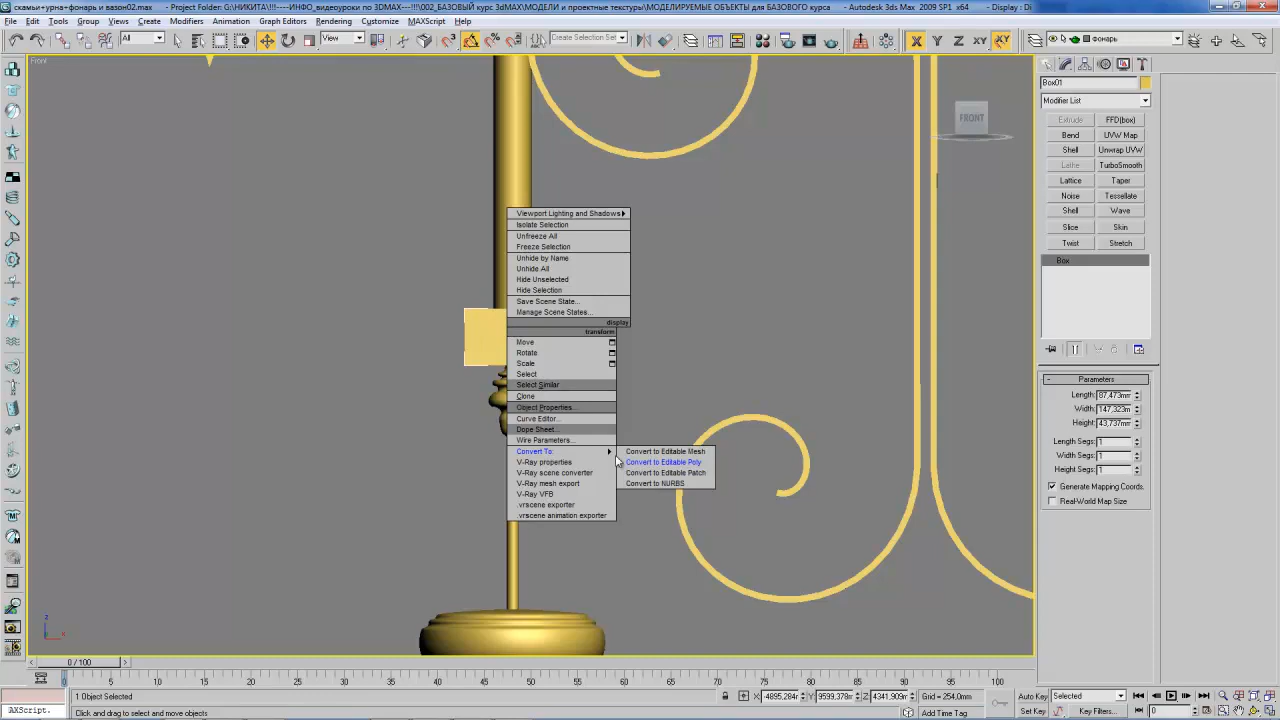 скамьи+урна+фонарь и вазон02.max - Project Folder: G:\НИКИТА\!!!----ИНФО_видеоуроки по 3DMAX---!!!\002_БАЗОВЫЙ курс 3dMAX\МОДЕЛИ и проектные текстуры\МОДЕЛИРУЕМЫЕ ОБЪЕКТЫ для БАЗОВОГО курса - Autodesk 3ds Max 2009 SP1 x64 - Display : Di
File Edit Tools Group Views Create Modifiers Animation Graph Editors Rendering Customize MAXScript Help
All View Create Selection Set X Y Z XY XY Фонарь
Front
FRONT
Box01
Modifier List
Extrude FFD(box)
Bend UVW Map
Shell Unwrap UVW
Lathe TurboSmooth
Lattice Taper
Noise Tessellate
Shell Wave
Slice Skin
Twist Stretch
Box
Viewport Lighting and Shadows
Isolate Selection
Unfreeze All
Freeze Selection
Unhide by Name
Unhide All
Hide Unselected
Hide Selection
Save Scene State...
Manage Scene States...
display
transform
Move
Rotate
Scale
Select
Select Similar
Clone
Object Properties...
Curve Editor...
Dope Sheet...
Wire Parameters...
Convert To:
V-Ray properties
V-Ray scene converter
V-Ray mesh export
V-Ray VFB
.vrscene exporter
.vrscene animation exporter
Convert to Editable Mesh
Convert to Editable Poly
Convert to Editable Patch
Convert to NURBS
Parameters
Length: 87,473mm
Width: 147,323m
Height: 43,737mm
Length Segs: 1
Width Segs: 1
Height Segs: 1
Generate Mapping Coords.
Real-World Map Size
z
x
0 / 100
0 5 10 15 20 25 30 35 40 45 50 55 60 65 70 75 80 85 90 95 100
1 Object Selected X: -4895,284m Y: 9599,378m Z: 4341,909m Grid = 254,0mm Auto Key Selected
AXScript. Click and drag to select and move objects Add Time Tag Set Key Key Filters... 0